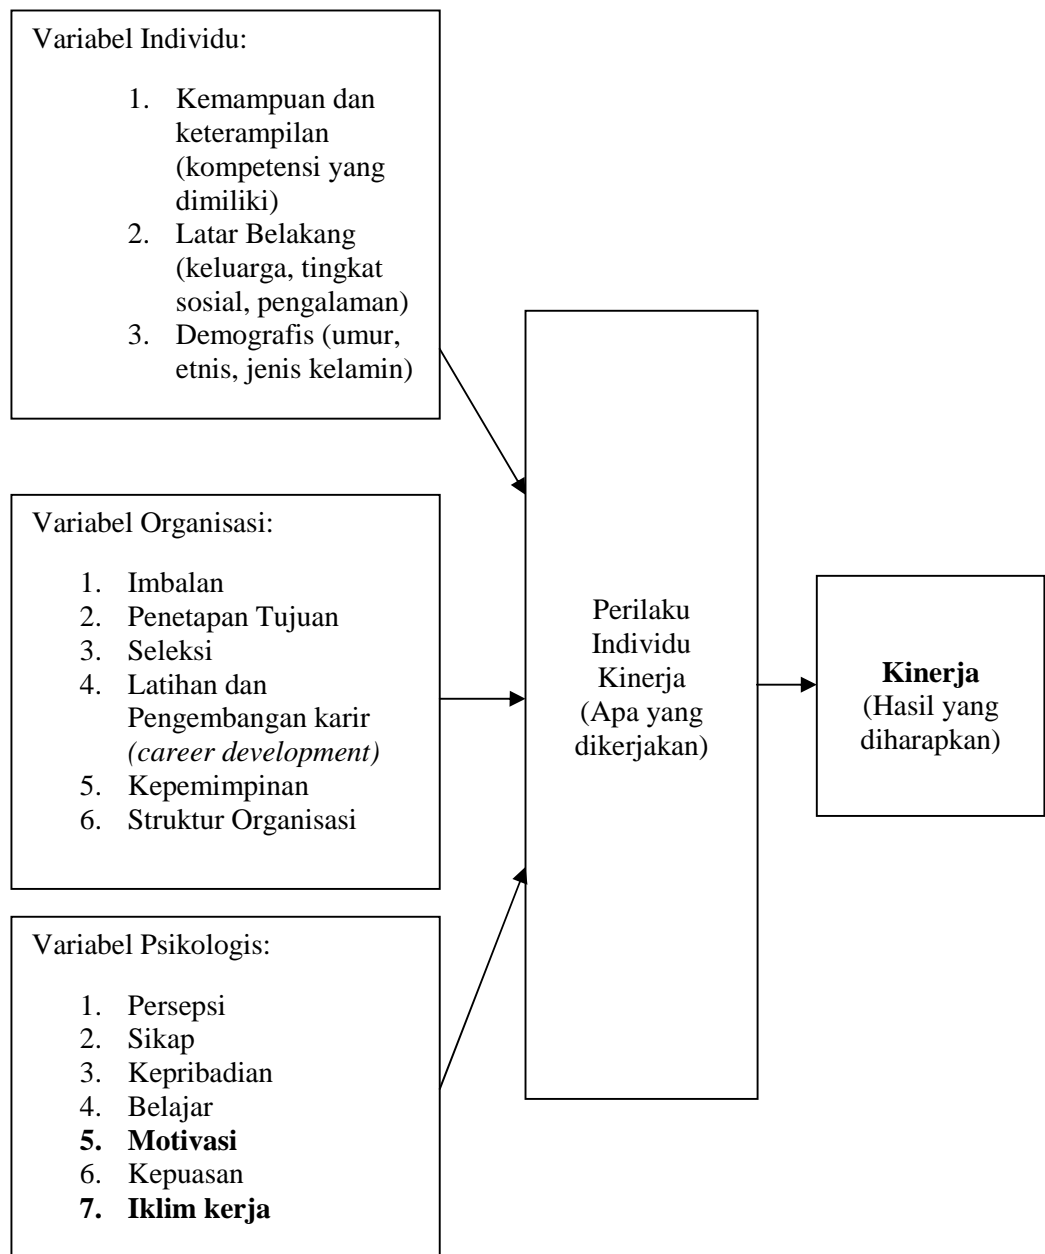 Variabel Individu:
1. Kemampuan dan
keterampilan
(kompetensi yang
dimiliki)
2. Latar Belakang
(keluarga, tingkat
sosial, pengalaman)
3. Demografis (umur,
etnis, jenis kelamin)
Variabel Organisasi:
1. Imbalan
2. Penetapan Tujuan
3. Seleksi
4. Latihan dan
Pengembangan karir
(career development)
5. Kepemimpinan
6. Struktur Organisasi
Variabel Psikologis:
1. Persepsi
2. Sikap
3. Kepribadian
4. Belajar
5. Motivasi
6. Kepuasan
7. Iklim kerja
Perilaku
Individu
Kinerja
(Apa yang
dikerjakan)
Kinerja
(Hasil yang
diharapkan)